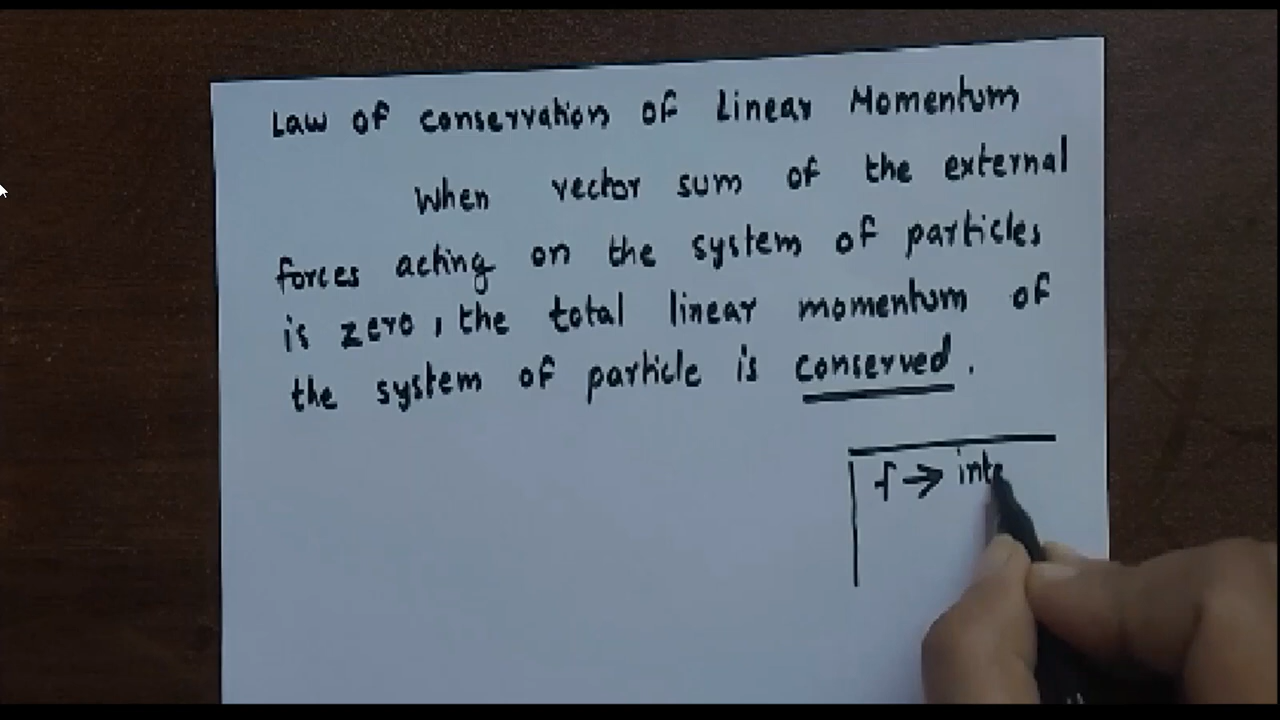 Law of conservation of Linear Momentum
When vector sum of the external
forces acting on the system of particles
is zero, the total linear momentum of
the system of particle is conserved.
f → inte